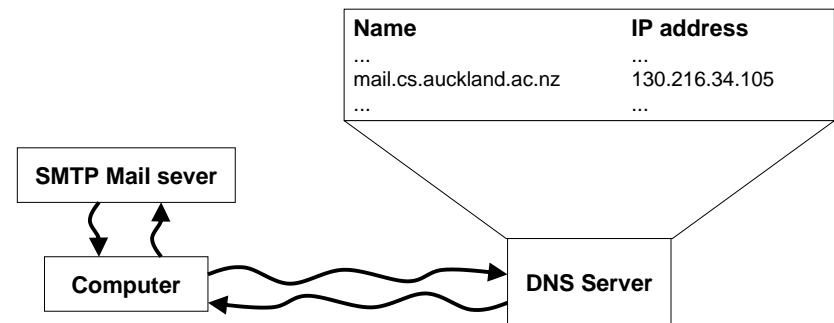 Name IP address
... ...
mail.cs.auckland.ac.nz 130.216.34.105
... ...
SMTP Mail sever
Computer
DNS Server